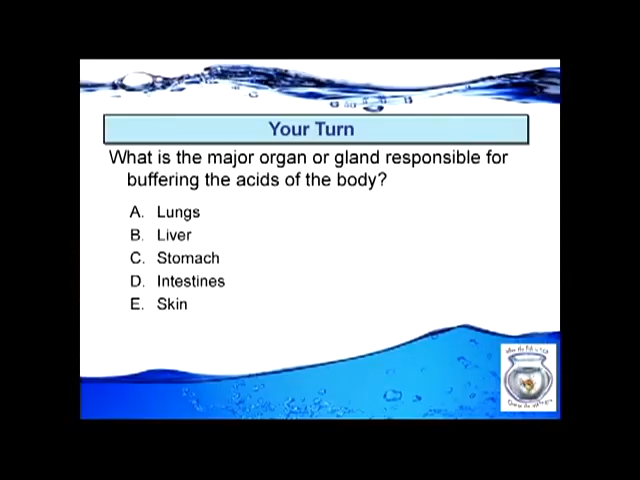 Your Turn
What is the major organ or gland responsible for
buffering the acids of the body?
A. Lungs
B. Liver
C. Stomach
D. Intestines
E. Skin